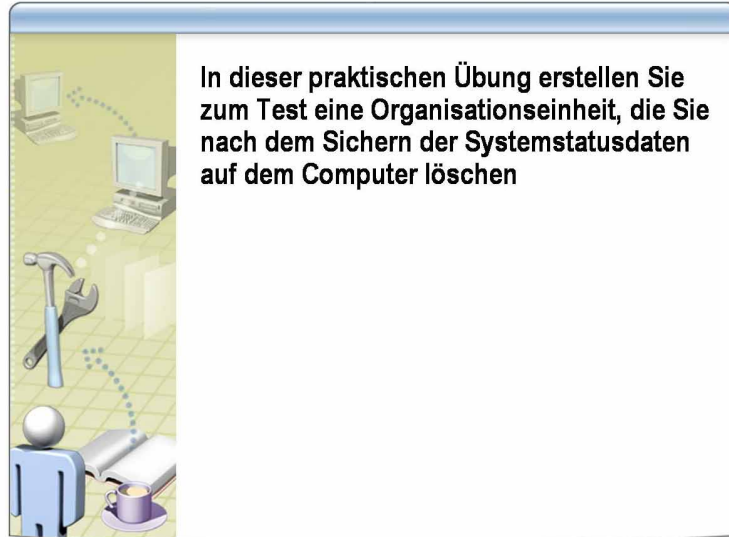 In dieser praktischen Übung erstellen Sie
zum Test eine Organisationseinheit, die Sie
nach dem Sichern der Systemstatusdaten
auf dem Computer löschen